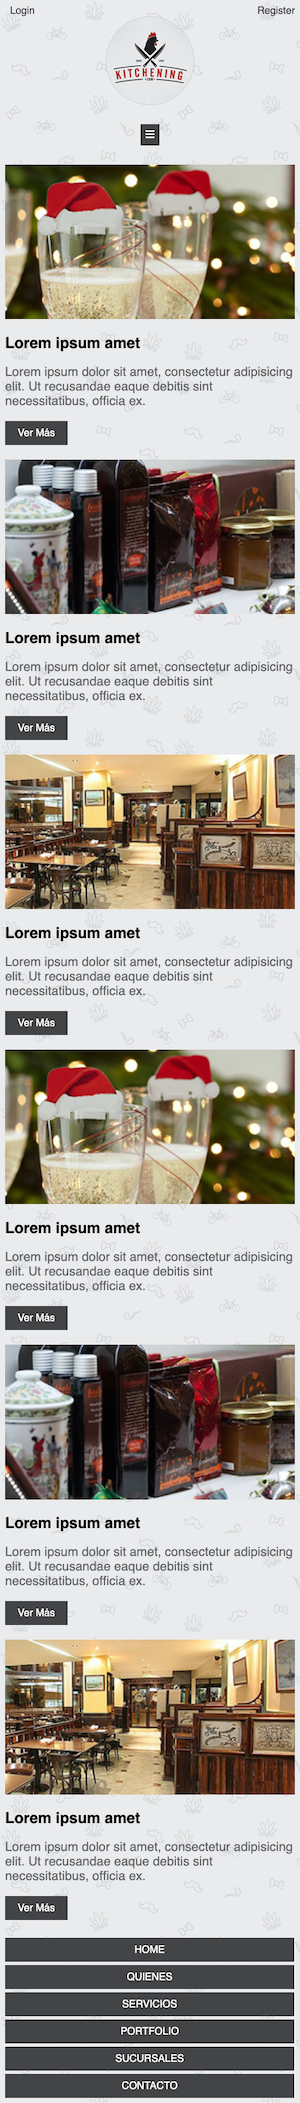 Login
Register
KITCHENING
Lorem ipsum amet
Lorem ipsum dolor sit amet, consectetur adipisicing
elit. Ut recusandae eaque debitis sint
necessitatibus, officia ex.
Ver Más
Lorem ipsum amet
Lorem ipsum dolor sit amet, consectetur adipisicing
elit. Ut recusandae eaque debitis sint
necessitatibus, officia ex.
Ver Más
Lorem ipsum amet
Lorem ipsum dolor sit amet, consectetur adipisicing
elit. Ut recusandae eaque debitis sint
necessitatibus, officia ex.
Ver Más
Lorem ipsum amet
Lorem ipsum dolor sit amet, consectetur adipisicing
elit. Ut recusandae eaque debitis sint
necessitatibus, officia ex.
Ver Más
Lorem ipsum amet
Lorem ipsum dolor sit amet, consectetur adipisicing
elit. Ut recusandae eaque debitis sint
necessitatibus, officia ex.
Ver Más
Lorem ipsum amet
Lorem ipsum dolor sit amet, consectetur adipisicing
elit. Ut recusandae eaque debitis sint
necessitatibus, officia ex.
Ver Más
HOME
QUIENES
SERVICIOS
PORTFOLIO
SUCURSALES
CONTACTO